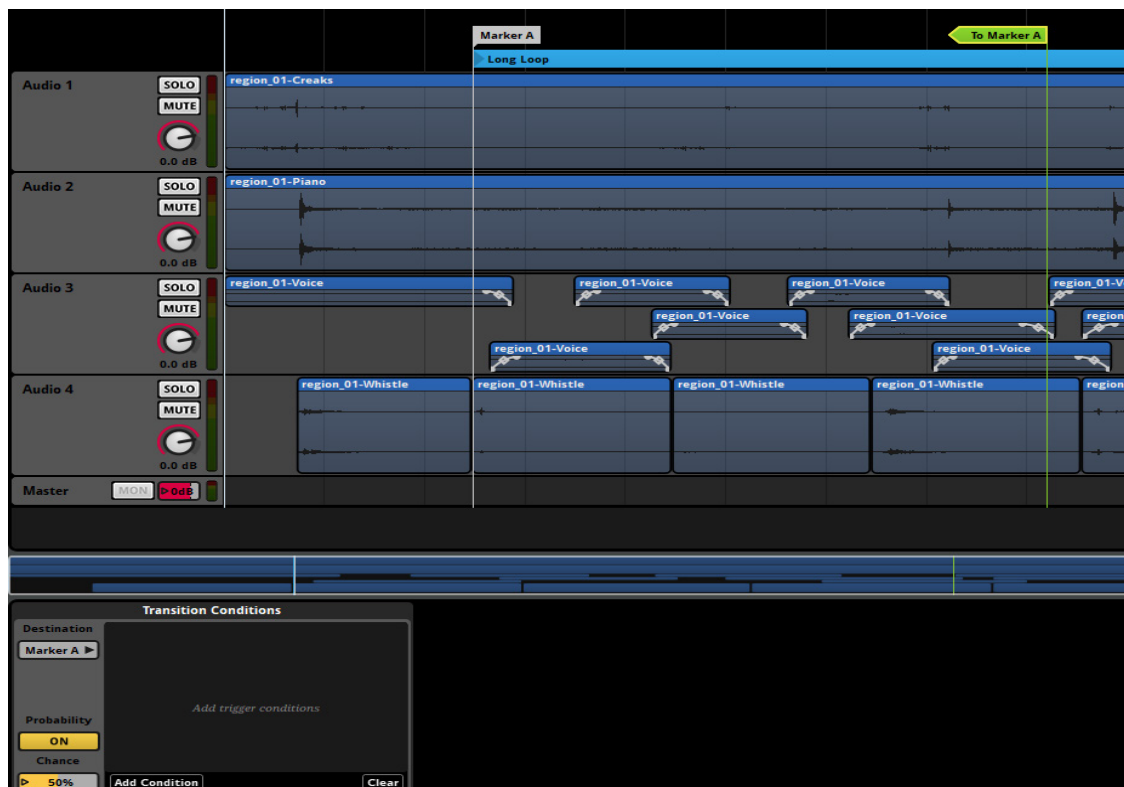 Marker A
To Marker A
Long Loop
Audio 1
SOLO
MUTE
0.0 dB
region_01-Creaks
Audio 2
SOLO
MUTE
0.0 dB
region_01-Piano
Audio 3
SOLO
MUTE
0.0 dB
region_01-Voice
region_01-Voice
region_01-Voice
region_01-V
region_01-Voice
region_01-Voice
region
region_01-Voice
region_01-Voice
Audio 4
SOLO
MUTE
0.0 dB
region_01-Whistle
region_01-Whistle
region_01-Whistle
region_01-Whistle
region
Master
MON
0dB
Transition Conditions
Destination
Marker A
Add trigger conditions
Probability
ON
Chance
50%
Add Condition
Clear